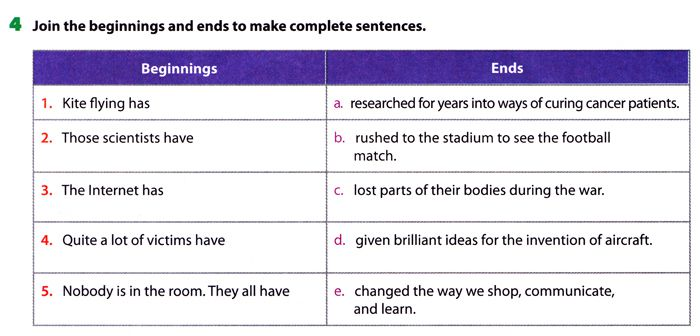 4 Join the beginnings and ends to make complete sentences.
Beginnings
Ends
1. Kite flying has
a. researched for years into ways of curing cancer patients.
2. Those scientists have
b. rushed to the stadium to see the football
match.
3. The Internet has
c. lost parts of their bodies during the war.
4. Quite a lot of victims have
d. given brilliant ideas for the invention of aircraft.
5. Nobody is in the room. They all have
e. changed the way we shop, communicate,
and learn.